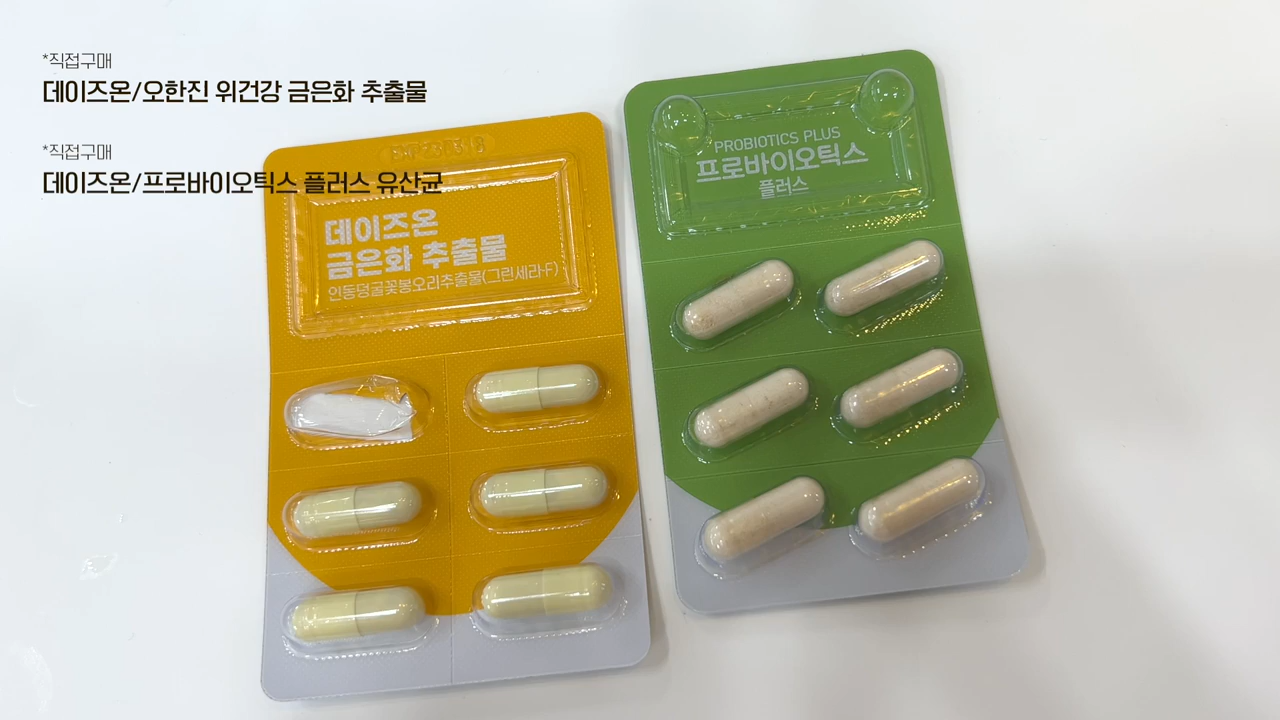 *직접구매
데이즈온/오한진 위건강 금은화 추출물
*직접구매
데이즈온/프로바이오틱스 플러스 유산균
데이즈온
금은화 추출물
인동덩굴꽃봉오리추출물(그린세라-F)
PROBIOTICS PLUS
프로바이오틱스
플러스